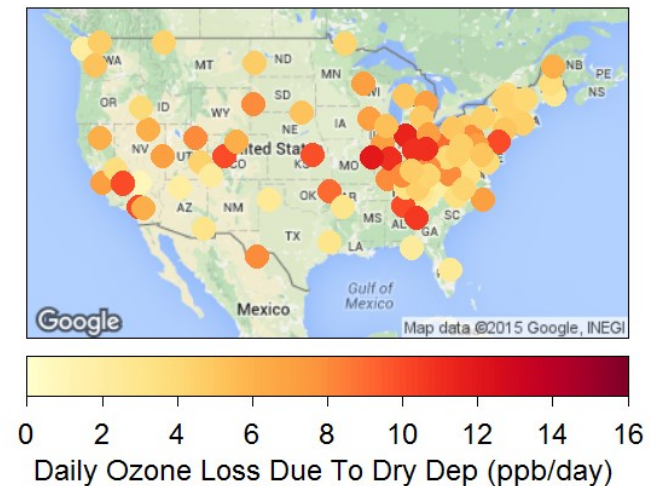 WA
MT
ND
MN
NB
PE
NS
OR
ID
WY
SD
WI
IA
NE
NV
UT
CO
United States
KS
MO
OK
AR
AZ
NM
MS
AL
GA
SC
TX
LA
Gulf of
Mexico
Mexico
Google
Map data ©2015 Google, INEGI
0 2 4 6 8 10 12 14 16
Daily Ozone Loss Due To Dry Dep (ppb/day)